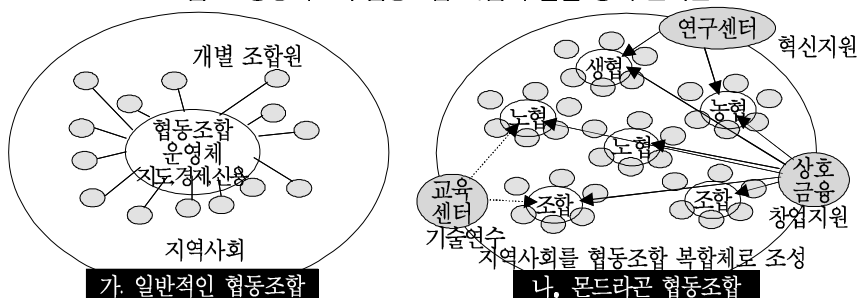 개별 조합원
협동조합
운영체
지도,경제,신용
지역사회
가. 일반적인 협동조합
연구센터
혁신지원
생협
노협
농협
노협
상호
금융
창업지원
교육
센터
기술연수
조합
조합
지역사회를 협동조합 복합체로 조성
나. 몬드라곤 협동조합